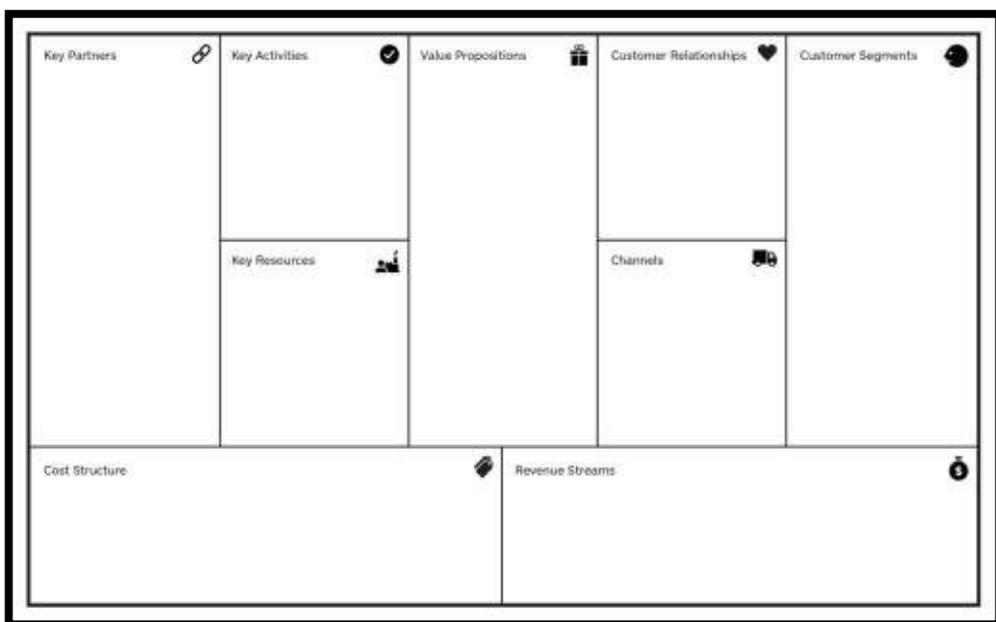 Key Partners
Key Activities
Value Propositions
Customer Relationships
Customer Segments
Key Resources
Channels
Cost Structure
Revenue Streams
$